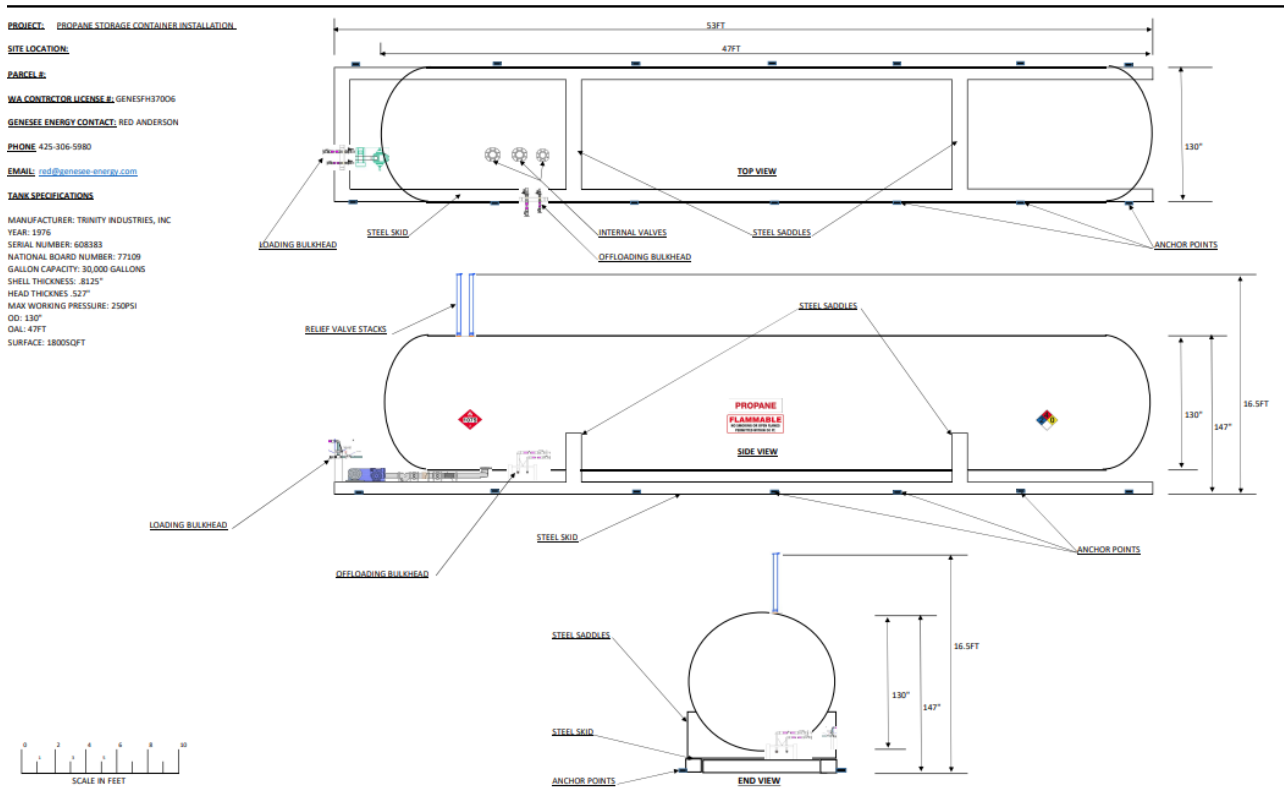 PROJECT: PROPANE STORAGE CONTAINER INSTALLATION
SITE LOCATION:
PARCEL #:
WA CONTRCTOR LICENSE #: GENESFH370O6
GENESEE ENERGY CONTACT: RED ANDERSON
PHONE 425-306-5980
EMAIL: red@genesee-energy.com
TANK SPECIFICATIONS
MANUFACTURER: TRINITY INDUSTRIES, INC
YEAR: 1976
SERIAL NUMBER: 608383
NATIONAL BOARD NUMBER: 77109
GALLON CAPACITY: 30,000 GALLONS
SHELL THICKNESS: .8125"
HEAD THICKNES .527"
MAX WORKING PRESSURE: 250PSI
OD: 130"
OAL: 47FT
SURFACE: 1800SQFT
53FT
47FT
130"
TOP VIEW
LOADING BULKHEAD
STEEL SKID
INTERNAL VALVES
OFFLOADING BULKHEAD
STEEL SADDLES
ANCHOR POINTS
RELIEF VALVE STACKS
STEEL SADDLES
PROPANE
FLAMMABLE
SIDE VIEW
130"
147"
16.5FT
LOADING BULKHEAD
STEEL SKID
OFFLOADING BULKHEAD
ANCHOR POINTS
STEEL SADDLES
STEEL SKID
ANCHOR POINTS
END VIEW
130"
147"
16.5FT
0 2 4 6 8 10
SCALE IN FEET